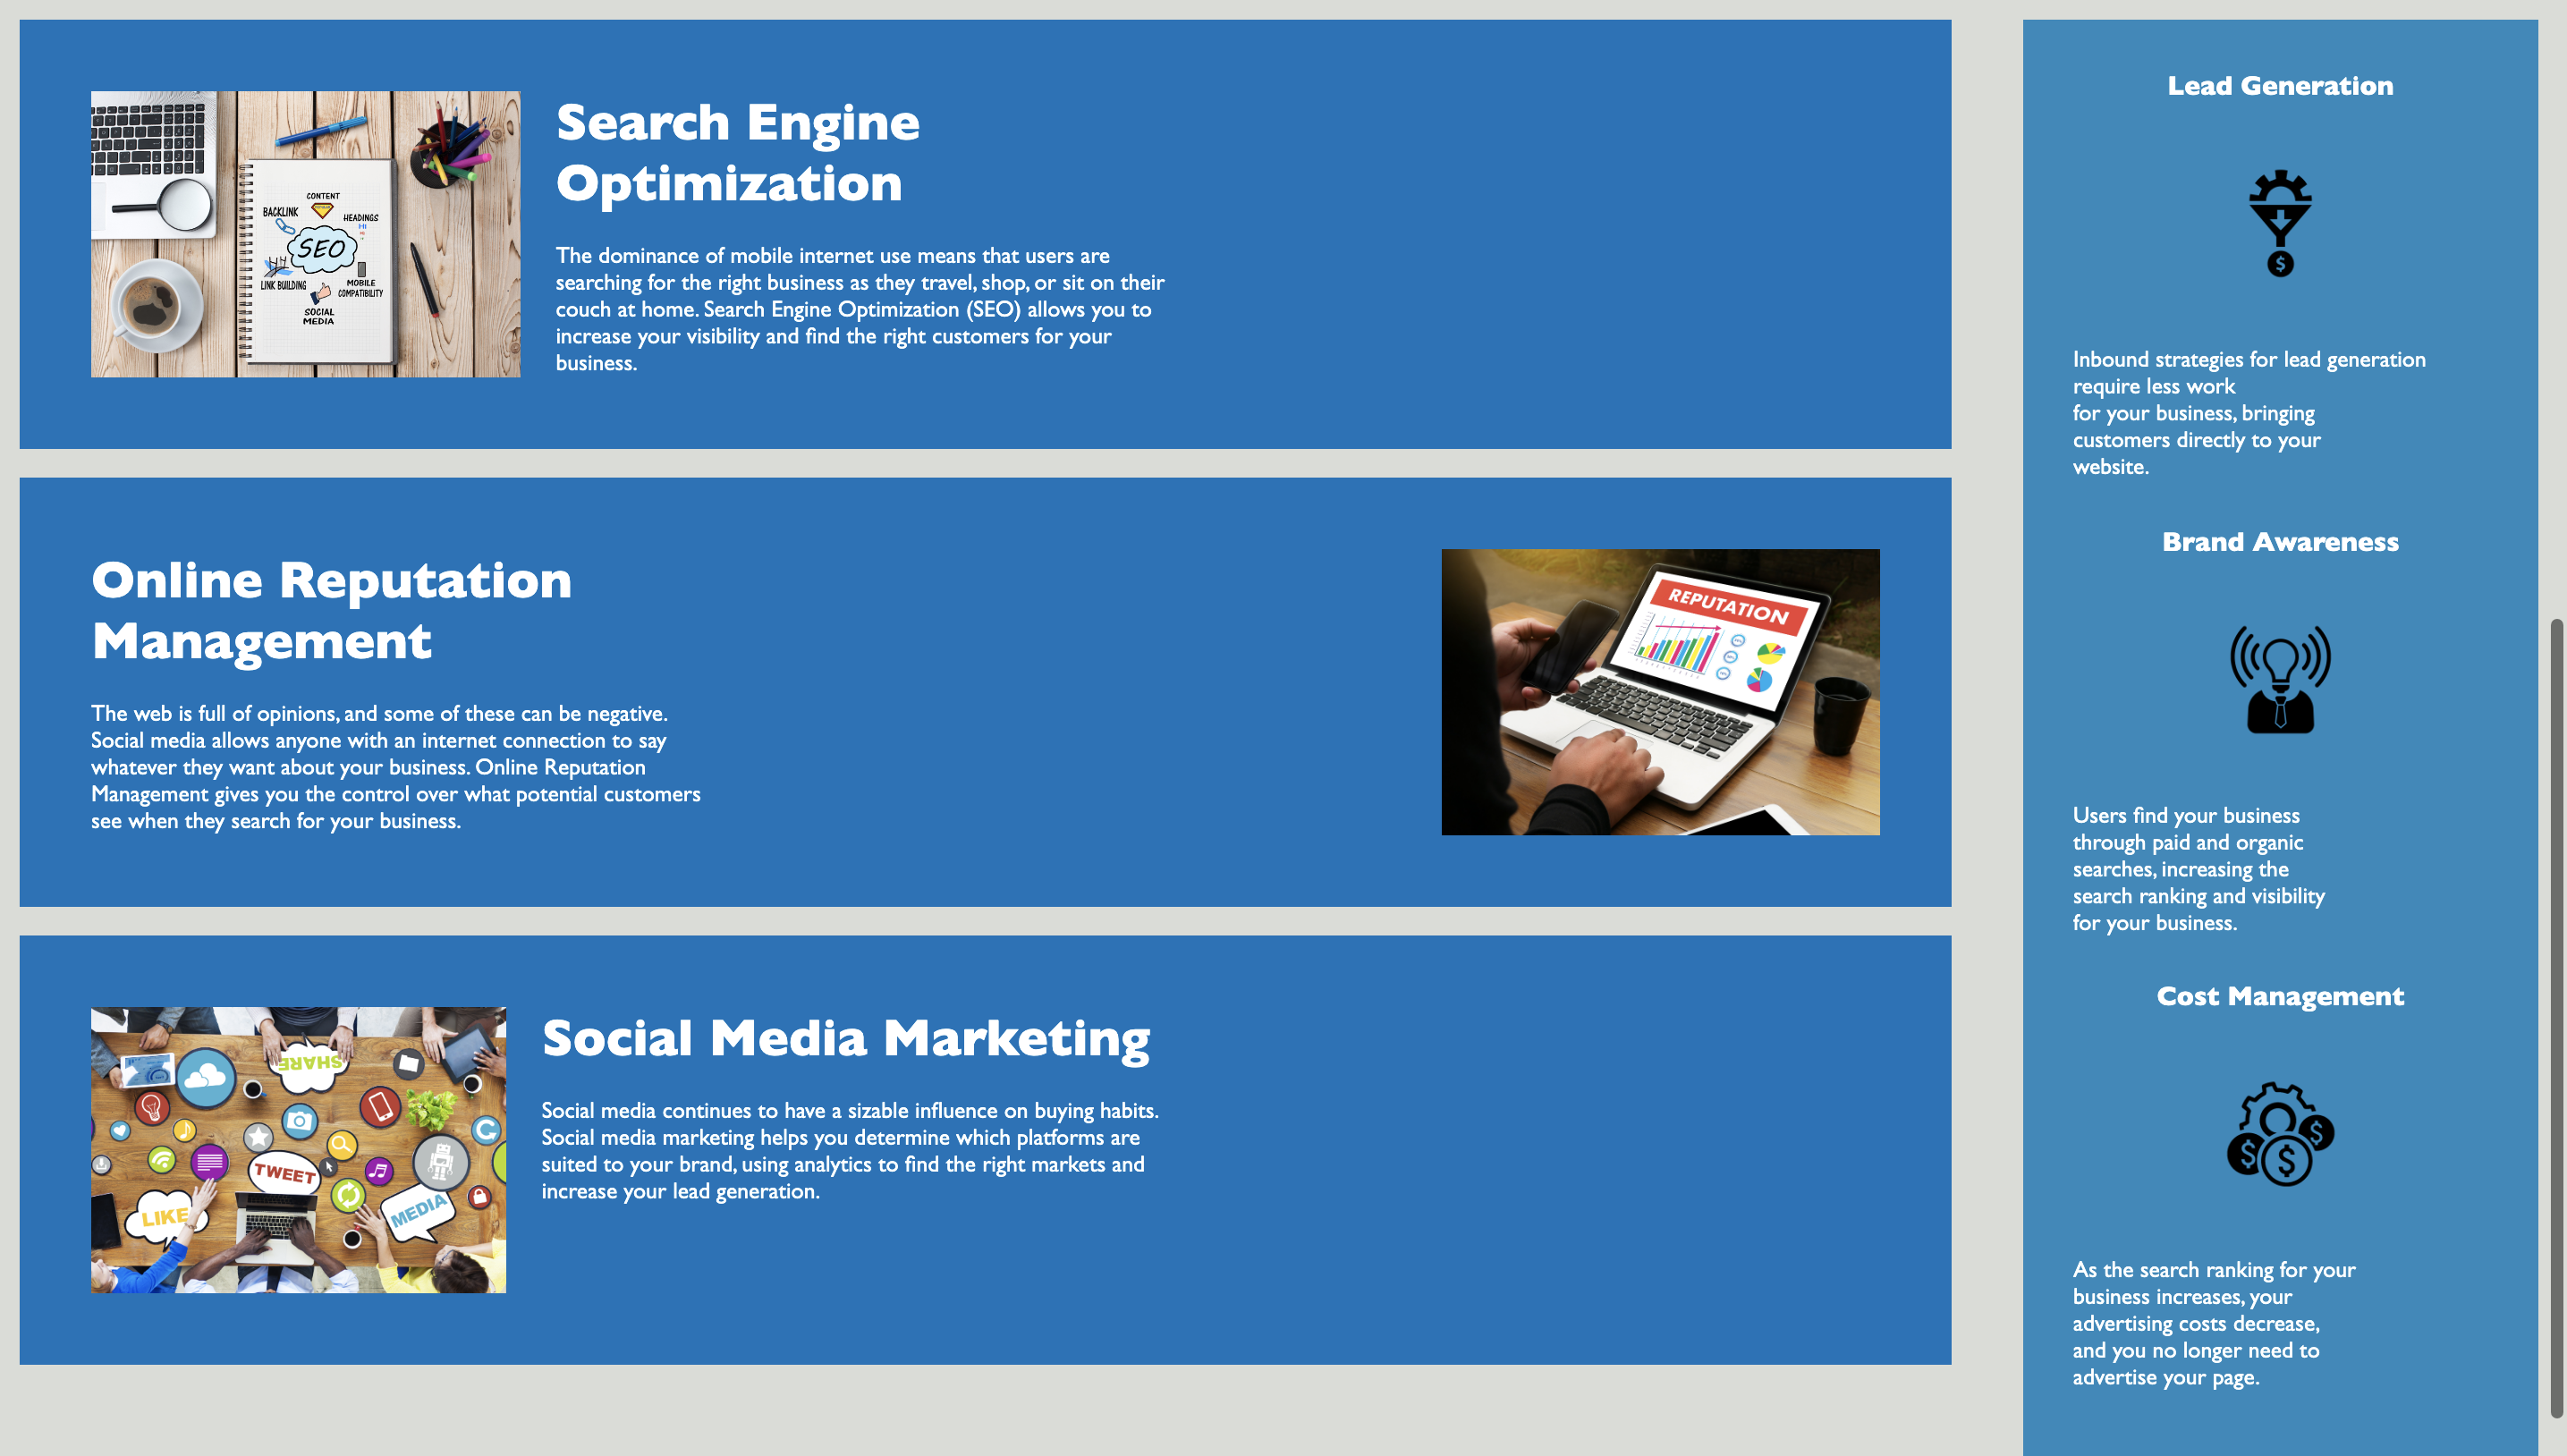 Search Engine
Optimization
The dominance of mobile internet use means that users are
searching for the right business as they travel, shop, or sit on their
couch at home. Search Engine Optimization (SEO) allows you to
increase your visibility and find the right customers for your
business.
CONTENT
BACKLINK
HEADINGS
H1
SEO
LINK BUILDING
MOBILE
COMPATIBILITY
SOCIAL
MEDIA
Online Reputation
Management
The web is full of opinions, and some of these can be negative.
Social media allows anyone with an internet connection to say
whatever they want about your business. Online Reputation
Management gives you the control over what potential customers
see when they search for your business.
REPUTATION
Social Media Marketing
Social media continues to have a sizable influence on buying habits.
Social media marketing helps you determine which platforms are
suited to your brand, using analytics to find the right markets and
increase your lead generation.
SHARE
TWEET
LIKE
MEDIA
Lead Generation
$
Inbound strategies for lead generation
require less work
for your business, bringing
customers directly to your
website.
Brand Awareness
Users find your business
through paid and organic
searches, increasing the
search ranking and visibility
for your business.
Cost Management
$ $ $
As the search ranking for your
business increases, your
advertising costs decrease,
and you no longer need to
advertise your page.